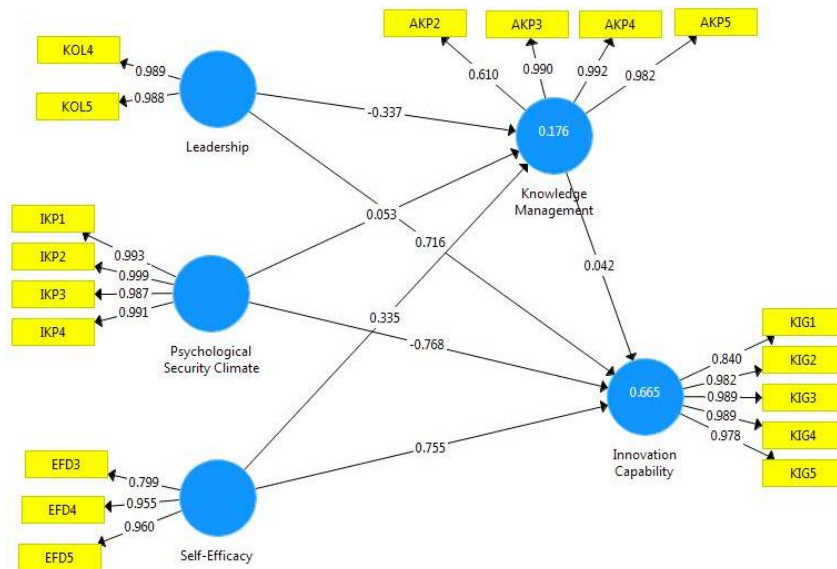 AKP2
AKP3
AKP4
AKP5
KOL4
KOL5
0.989
0.988
Leadership
0.610
0.990
0.992
0.982
-0.337
0.176
Knowledge
Management
0.053
0.716
0.042
IKP1
IKP2
IKP3
IKP4
0.993
0.999
0.987
0.991
Psychological
Security Climate
0.335
-0.768
0.665
Innovation
Capability
KIG1
KIG2
KIG3
KIG4
KIG5
0.840
0.982
0.989
0.989
0.978
0.755
EFD3
EFD4
EFD5
0.799
0.955
0.960
Self-Efficacy